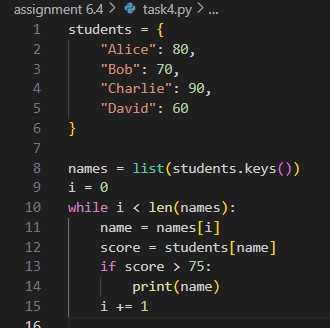 assignment 6.4 > task4.py > ...
1 students = {
2     "Alice": 80,
3     "Bob": 70,
4     "Charlie": 90,
5     "David": 60
6 }
7
8 names = list(students.keys())
9 i = 0
10 while i < len(names):
11     name = names[i]
12     score = students[name]
13     if score > 75:
14         print(name)
15     i += 1
16